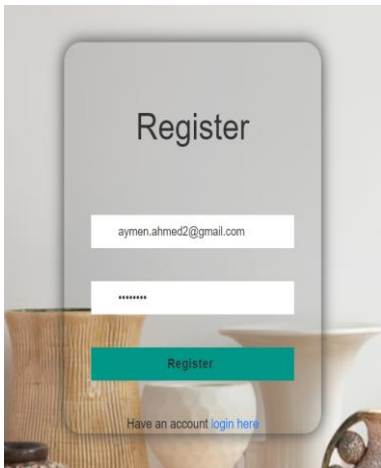 Register
aymen.ahmed2@gmail.com
••••••••
Register
Have an account login here